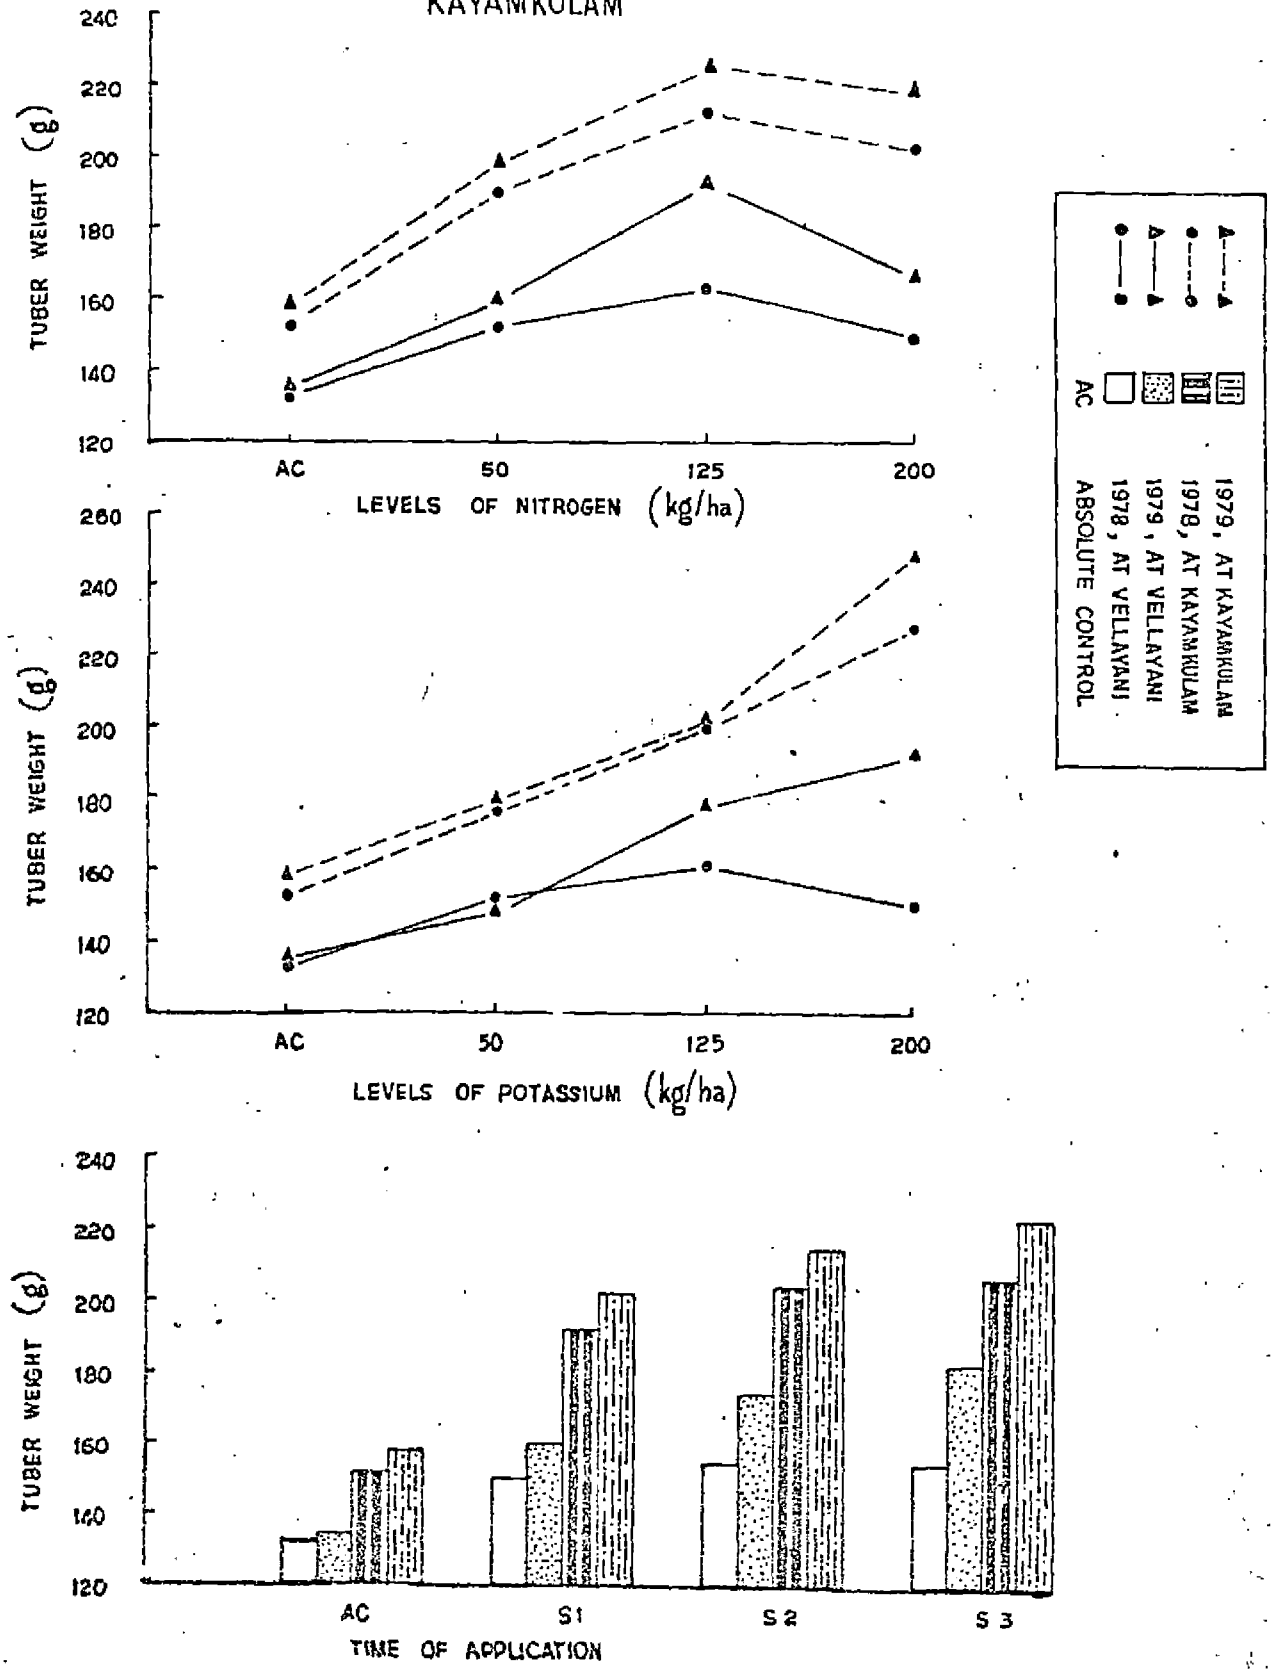 KAYAMKULAM
TUBER WEIGHT (g)
240
220
200
180
160
140
120
AC 50 125 200
LEVELS OF NITROGEN (kg/ha)
TUBER WEIGHT (g)
260
240
220
200
180
160
140
120
AC 50 125 200
LEVELS OF POTASSIUM (kg/ha)
TUBER WEIGHT (g)
240
220
200
180
160
140
120
AC S1 S2 S3
TIME OF APPLICATION
1979, AT KAYAMKULAM
1978, AT KAYAMKULAM
1979, AT VELLAYANI
1978, AT VELLAYANI
AC ABSOLUTE CONTROL